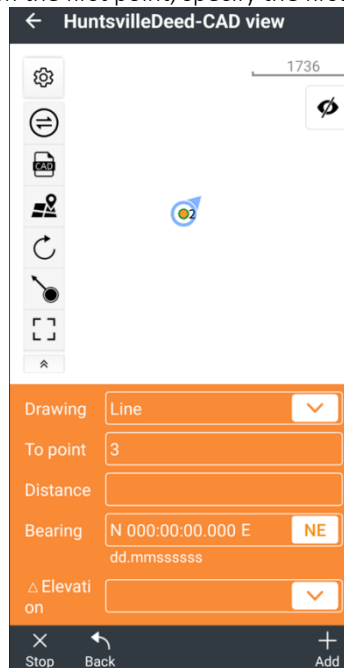 HuntsvilleDeed-CAD view
1736
CAD
2
Drawing Line
To point 3
Distance
Bearing N 000:00:00.000 E NE
dd.mmssssss
△ Elevati
on
Stop Back Add